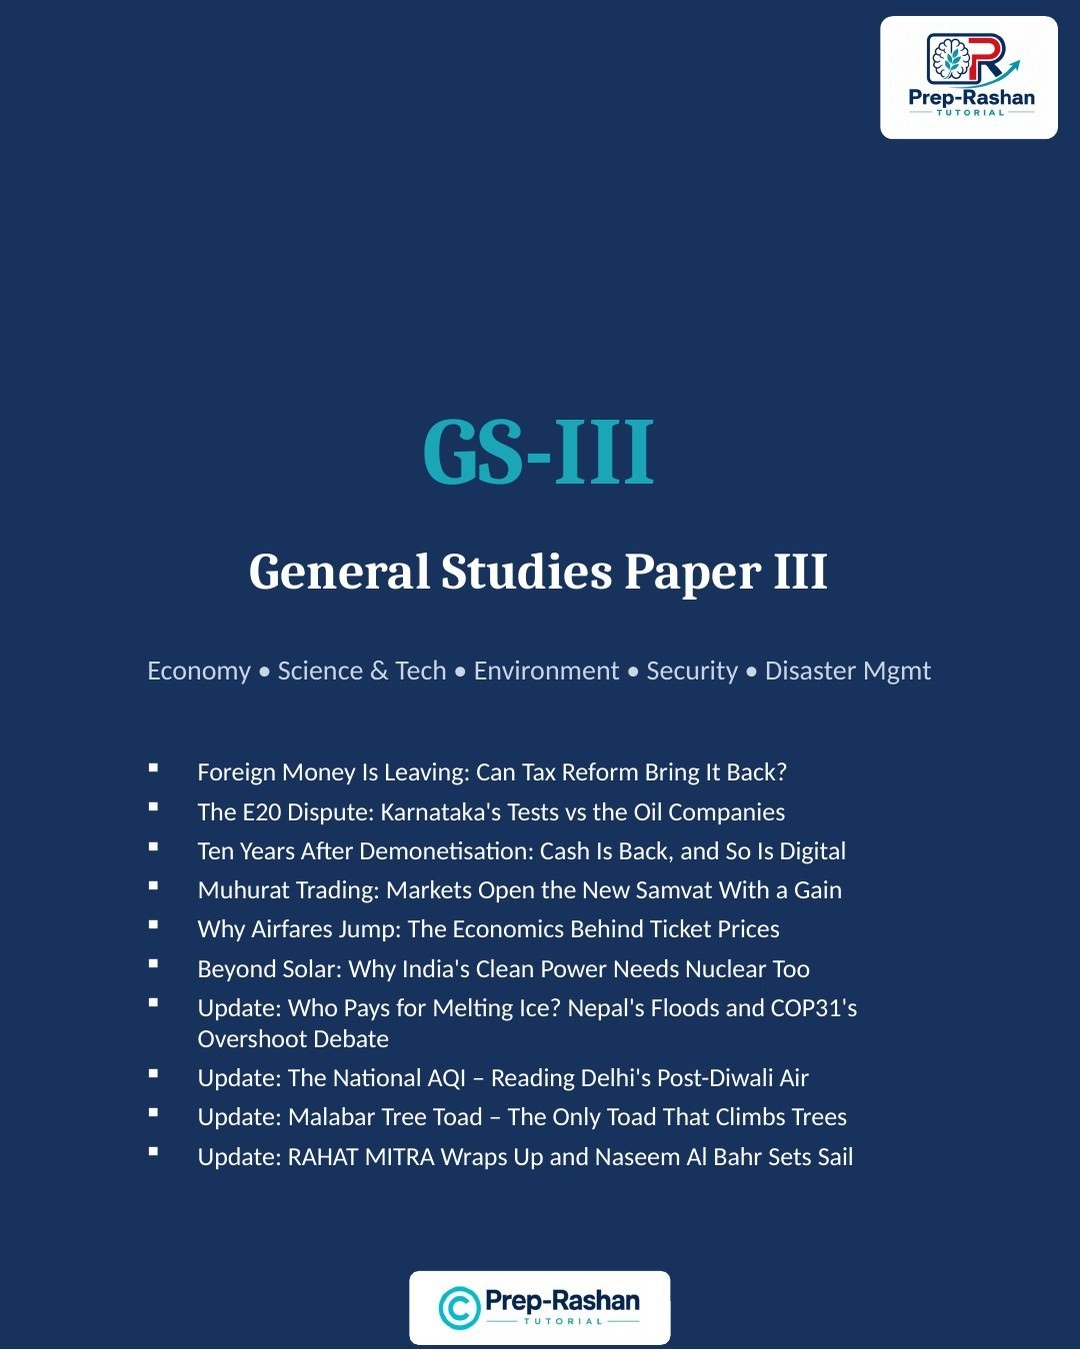 Prep-Rashan
TUTORIAL
GS-III
General Studies Paper III
Economy • Science & Tech • Environment • Security • Disaster Mgmt
▪ Foreign Money Is Leaving: Can Tax Reform Bring It Back?
▪ The E20 Dispute: Karnataka's Tests vs the Oil Companies
▪ Ten Years After Demonetisation: Cash Is Back, and So Is Digital
▪ Muhurat Trading: Markets Open the New Samvat With a Gain
▪ Why Airfares Jump: The Economics Behind Ticket Prices
▪ Beyond Solar: Why India's Clean Power Needs Nuclear Too
▪ Update: Who Pays for Melting Ice? Nepal's Floods and COP31's
Overshoot Debate
▪ Update: The National AQI – Reading Delhi's Post-Diwali Air
▪ Update: Malabar Tree Toad – The Only Toad That Climbs Trees
▪ Update: RAHAT MITRA Wraps Up and Naseem Al Bahr Sets Sail
© Prep-Rashan
TUTORIAL